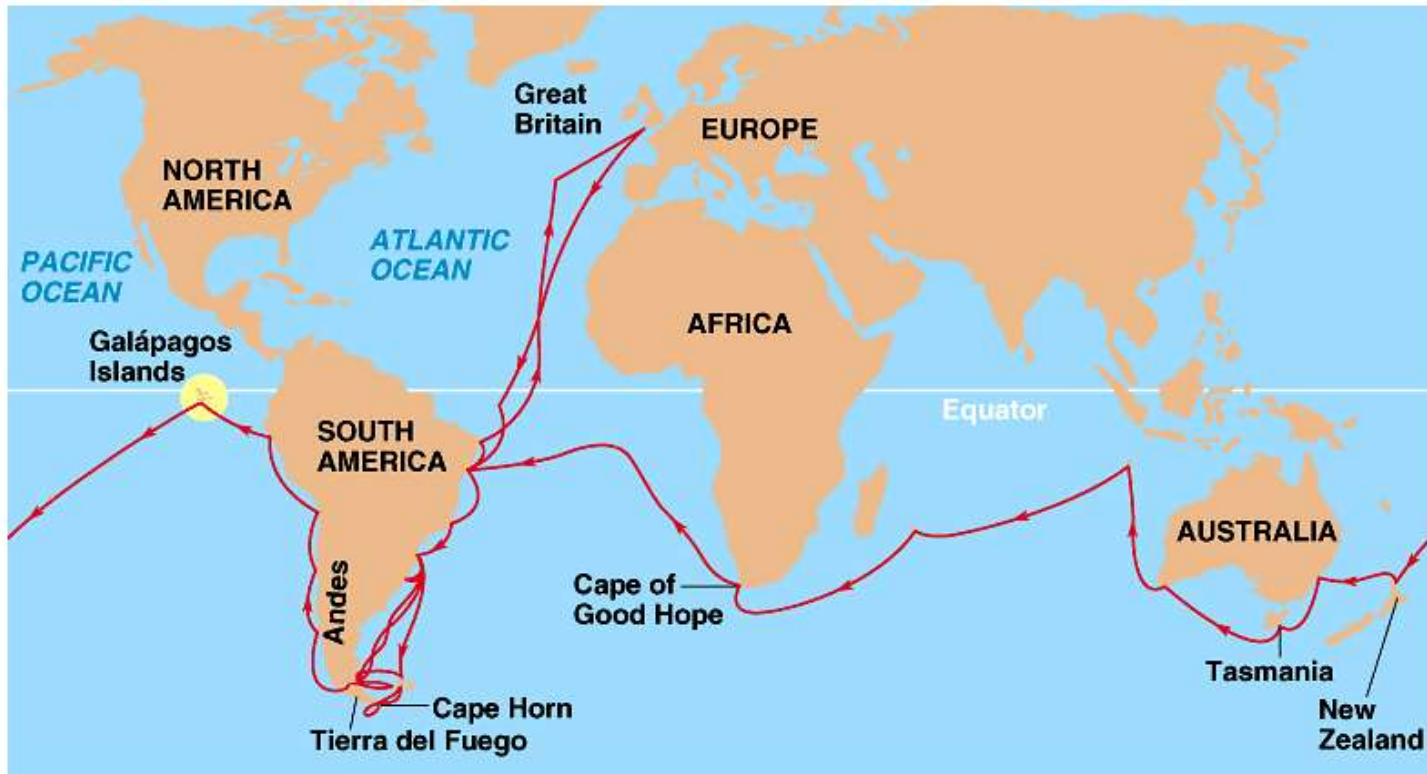 Great
Britain
EUROPE
NORTH
AMERICA
ATLANTIC
OCEAN
PACIFIC
OCEAN
AFRICA
Galápagos
Islands
Equator
SOUTH
AMERICA
AUSTRALIA
Andes
Cape of
Good Hope
Tasmania
Cape Horn
Tierra del Fuego
New
Zealand